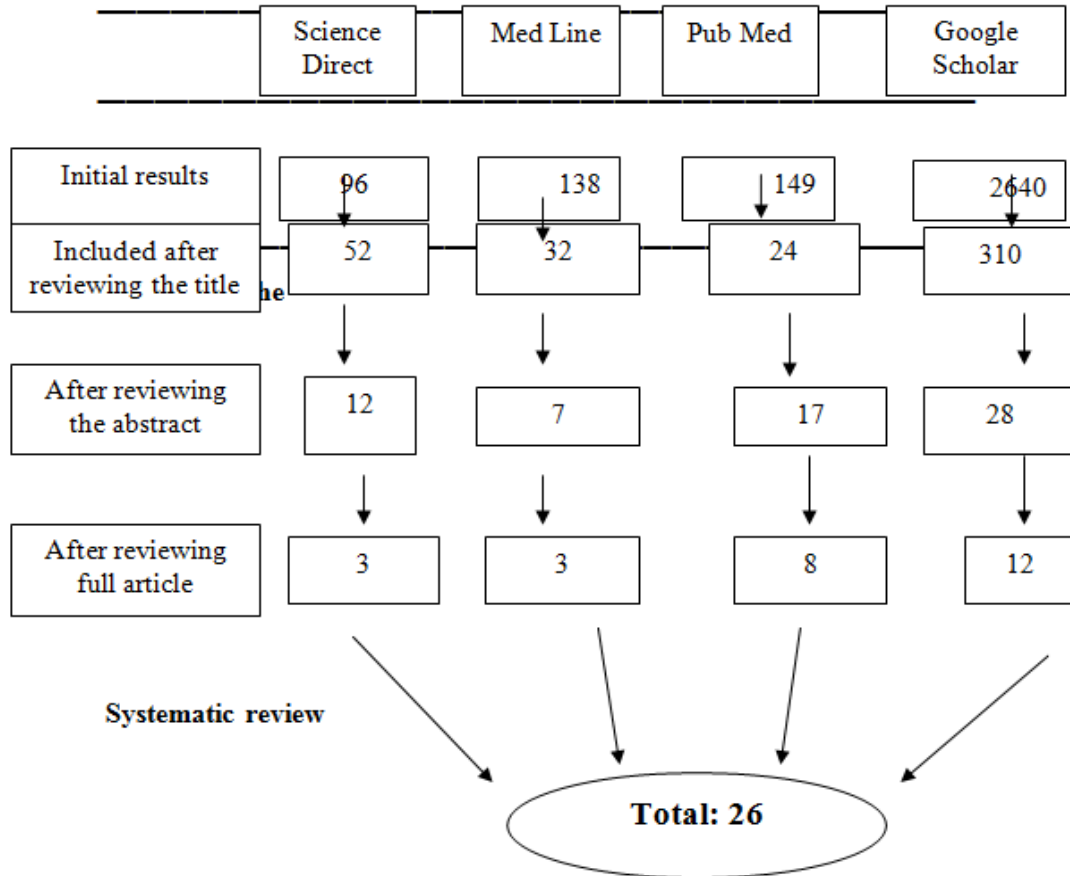 Science
Direct
Med Line
Pub Med
Google
Scholar
Initial results
96
138
149
2640
Included after
reviewing the title
52
32
24
310
he
After reviewing
the abstract
12
7
17
28
After reviewing
full article
3
3
8
12
Systematic review
Total: 26